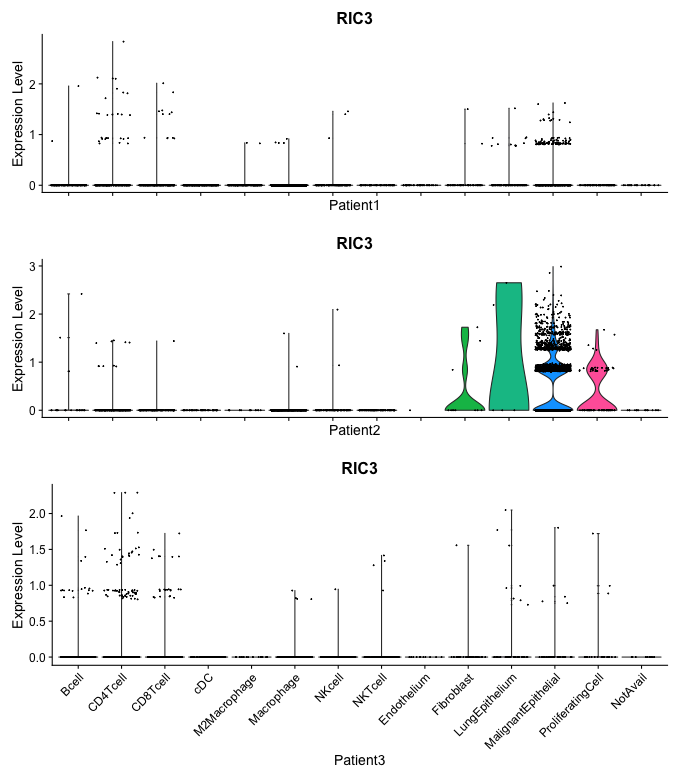 RIC3
Expression Level
2
1
0
Patient1
RIC3
Expression Level
3
2
1
0
Patient2
RIC3
Expression Level
2.0
1.5
1.0
0.5
0.0
Bcell
CD4Tcell
CD8Tcell
cDC
M2Macrophage
Macrophage
NKcell
NKTcell
Endothelium
Fibroblast
LungEpithelium
MalignantEpithelial
ProliferatingCell
NotAvail
Patient3